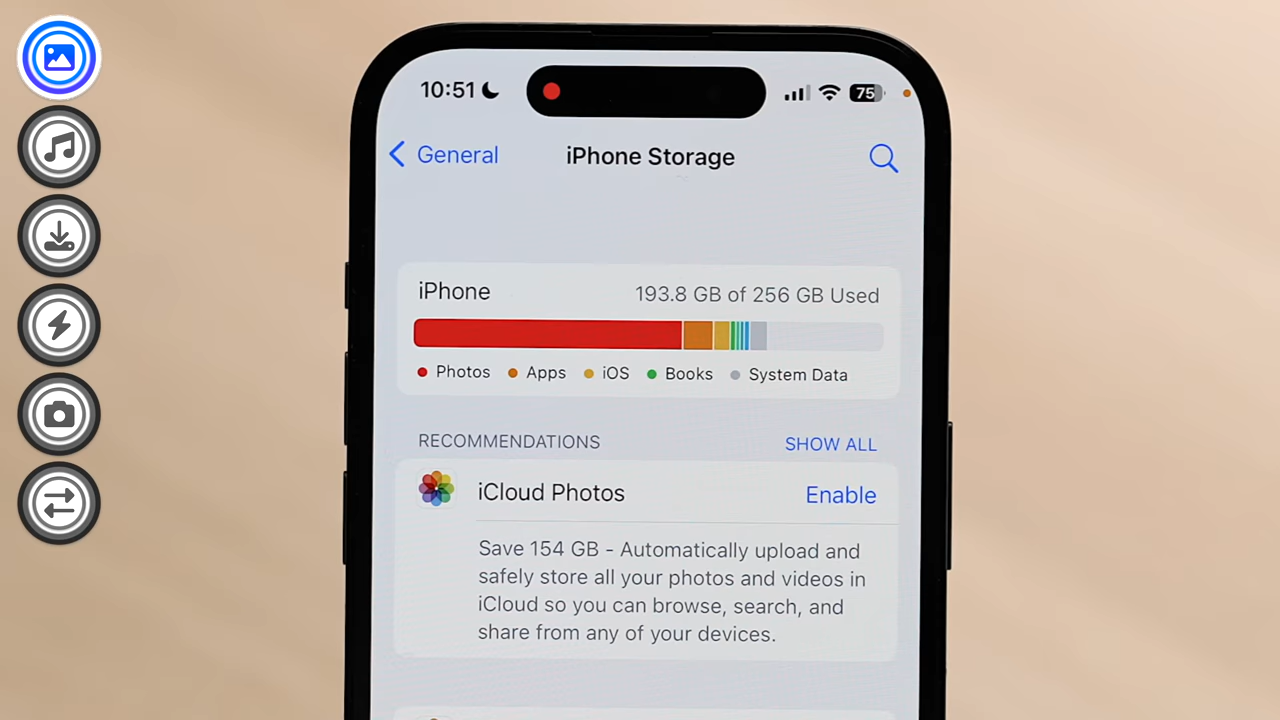 10:51
75
General
iPhone Storage
iPhone
193.8 GB of 256 GB Used
Photos
Apps
iOS
Books
System Data
RECOMMENDATIONS
SHOW ALL
iCloud Photos
Enable
Save 154 GB - Automatically upload and
safely store all your photos and videos in
iCloud so you can browse, search, and
share from any of your devices.